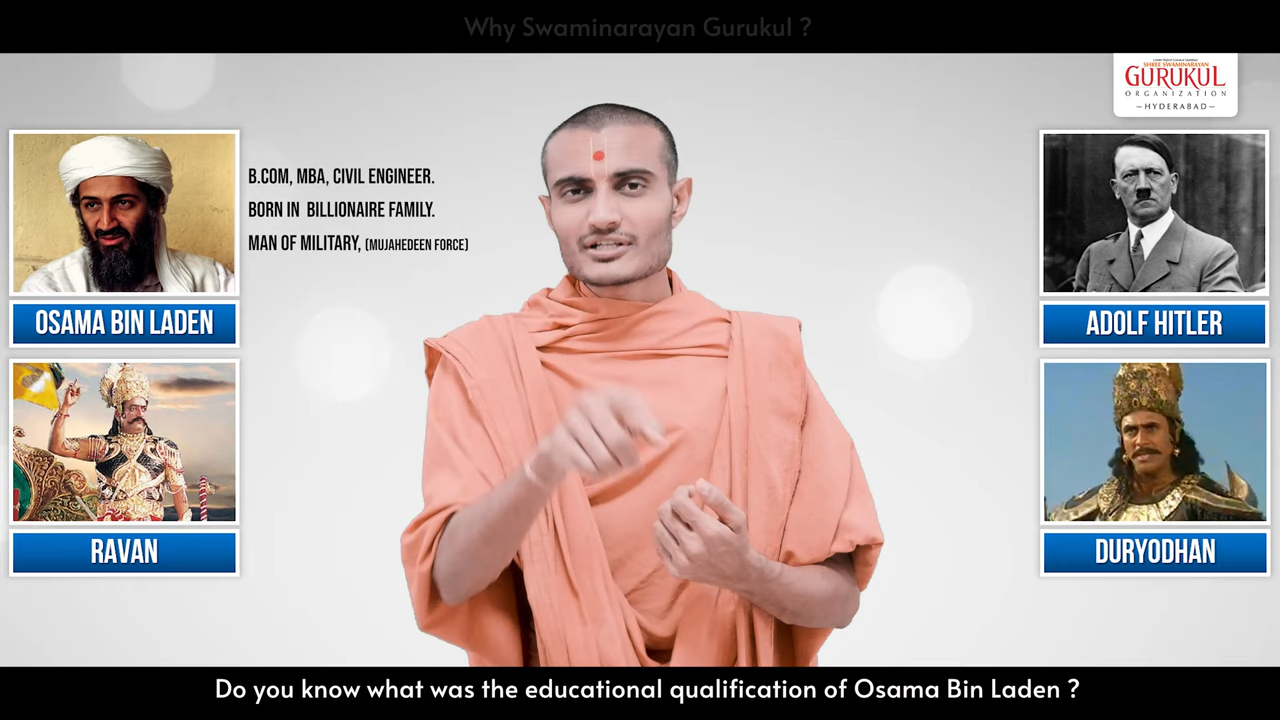 Why Swaminarayan Gurukul ?
SHREE SWAMINARAYAN
GURUKUL
ORGANIZATION
~HYDERABAD~
B.COM, MBA, CIVIL ENGINEER.
BORN IN BILLIONAIRE FAMILY.
MAN OF MILITARY, (MUJAHEDEEN FORCE)
OSAMA BIN LADEN
ADOLF HITLER
RAVAN
DURYODHAN
Do you know what was the educational qualification of Osama Bin Laden ?